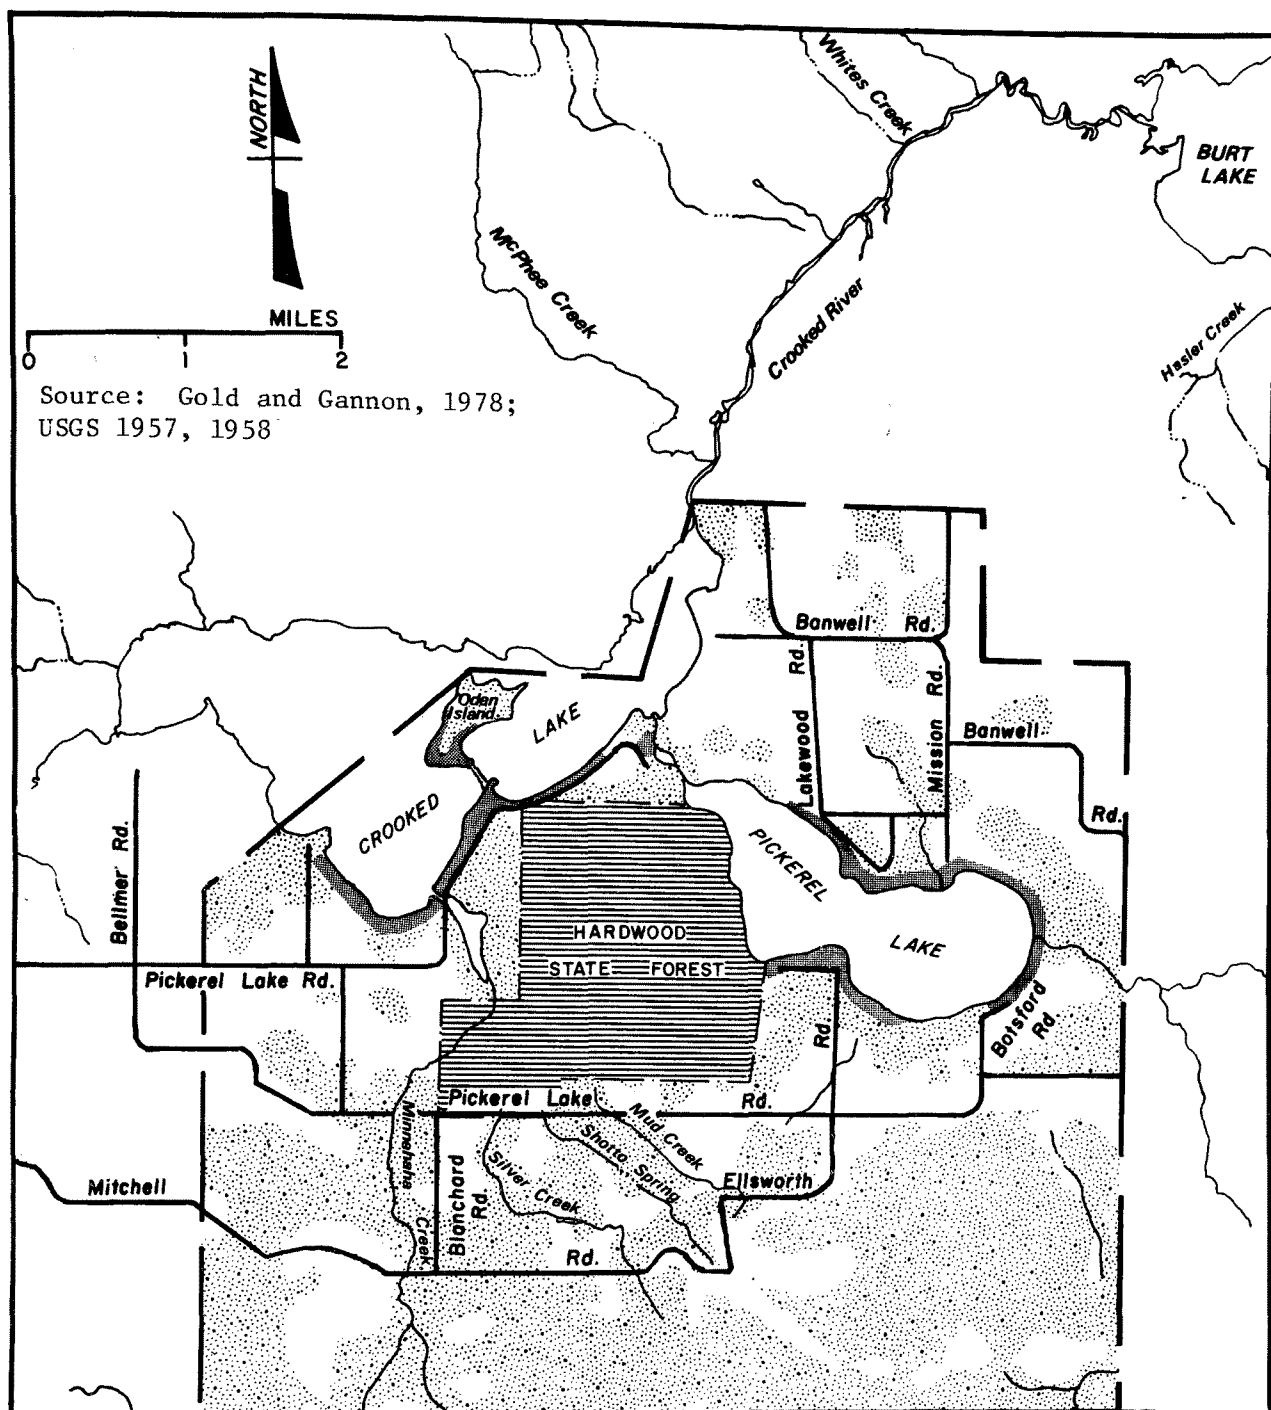 Whites Creek
BURT
LAKE
NORTH
McPhee Creek
Crooked River
Hasler Creek
MILES
0 1 2
Source: Gold and Gannon, 1978;
USGS 1957, 1958
Banwell Rd.
Lakewood Rd.
Mission Rd.
Oden
Island
LAKE
CROOKED
Banwell
Rd.
Bellmer Rd.
PICKEREL
LAKE
HARDWOOD
STATE FOREST
Pickerel Lake Rd.
Botsford
Rd
Rd.
Pickerel Lake Rd.
Minnehaha Creek
Blanchard
Rd.
Silver Creek
Shotto Spring
Mud Creek
Ellsworth
Mitchell
Rd.